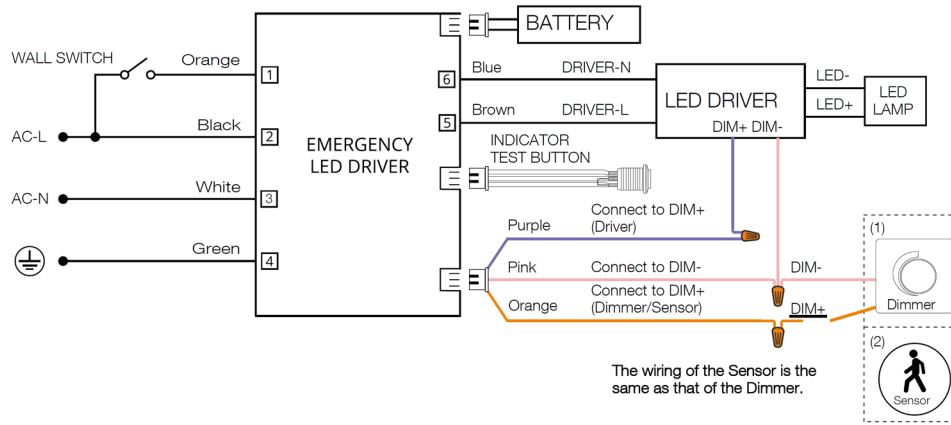 BATTERY
WALL SWITCH
Orange
1
6
Blue
DRIVER-N
LED DRIVER
DIM+ DIM-
LED-
LED+
LED
LAMP
AC-L
Black
2
5
Brown
DRIVER-L
EMERGENCY
LED DRIVER
INDICATOR
TEST BUTTON
AC-N
White
3
Green
4
Purple
Connect to DIM+
(Driver)
Pink
Connect to DIM-
DIM-
Orange
Connect to DIM+
(Dimmer/Sensor)
DIM+
(1)
Dimmer
(2)
Sensor
The wiring of the Sensor is the
same as that of the Dimmer.